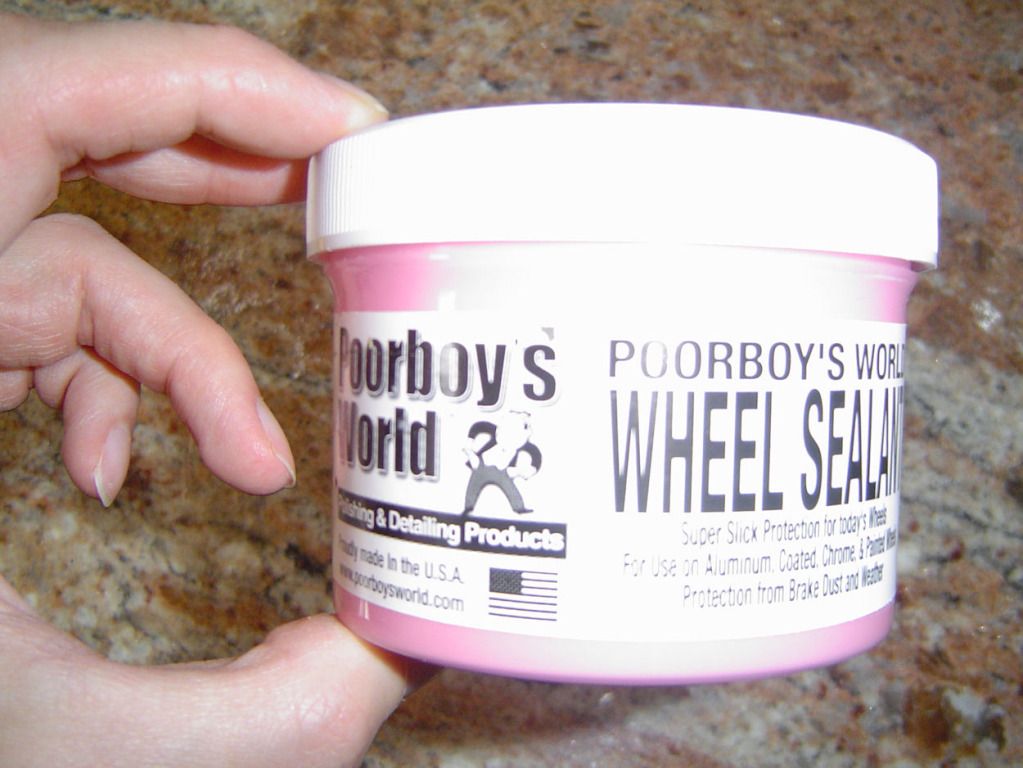 Poorboy's
World
Polishing & Detailing Products
Proudly made In the U.S.A.
www.poorboysworld.com
POORBOY'S WORLD
WHEEL SEALANT
Super Slick Protection for today's Wheels
For Use on Aluminum, Coated, Chrome, & Painted Wheel
Protection from Brake Dust and Weather